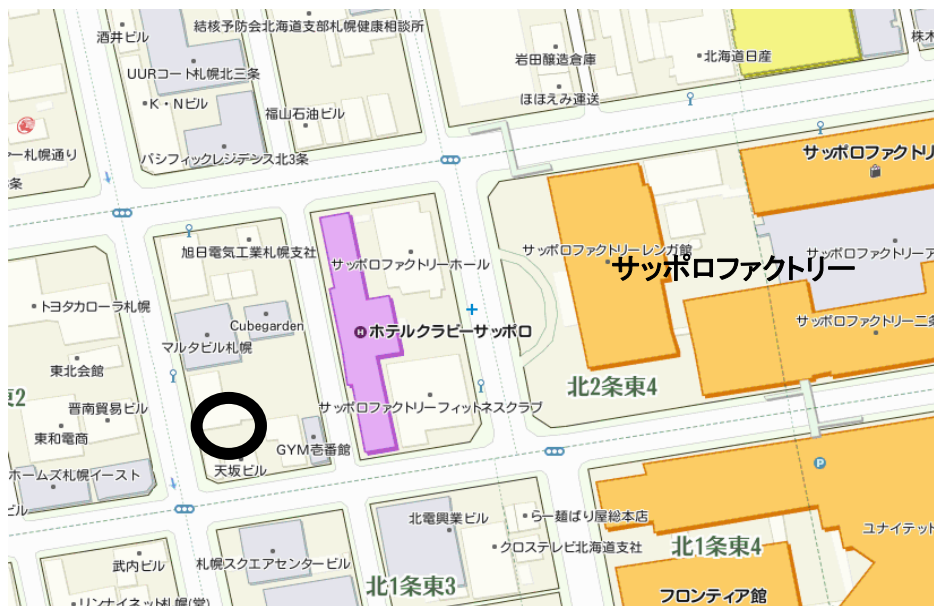 結核予防会北海道支部札幌健康相談所
酒井ビル
株木
岩田醸造倉庫
北海道日産
UURコート札幌北三条
ほほえみ運送
K・Nビル
福山石油ビル
ァー札幌通り
パシフィックレジデンス北3条
サッポロファクトリ
条
旭日電気工業札幌支社
サッポロファクトリーホール
サッポロファクトリーレンガ館
サッポロファクトリーア
サッポロファクトリー
トヨタカローラ札幌
Cubegarden
マルタビル札幌
H ホテルクラビーサッポロ
サッポロファクトリー二条
東北会館
北2条東4
東2
晋南貿易ビル
サッポロファクトリーフィットネスクラブ
東和電商
GYM壱番館
天坂ビル
ホームズ札幌イースト
P
ビル
北電興業ビル
らー麺ばり屋総本店
ユナイテッド
クロステレビ北海道支社
北1条東4
武内ビル
札幌スクエアセンタービル
北1条東3
フロンティア館
リンナイネット札幌(営)